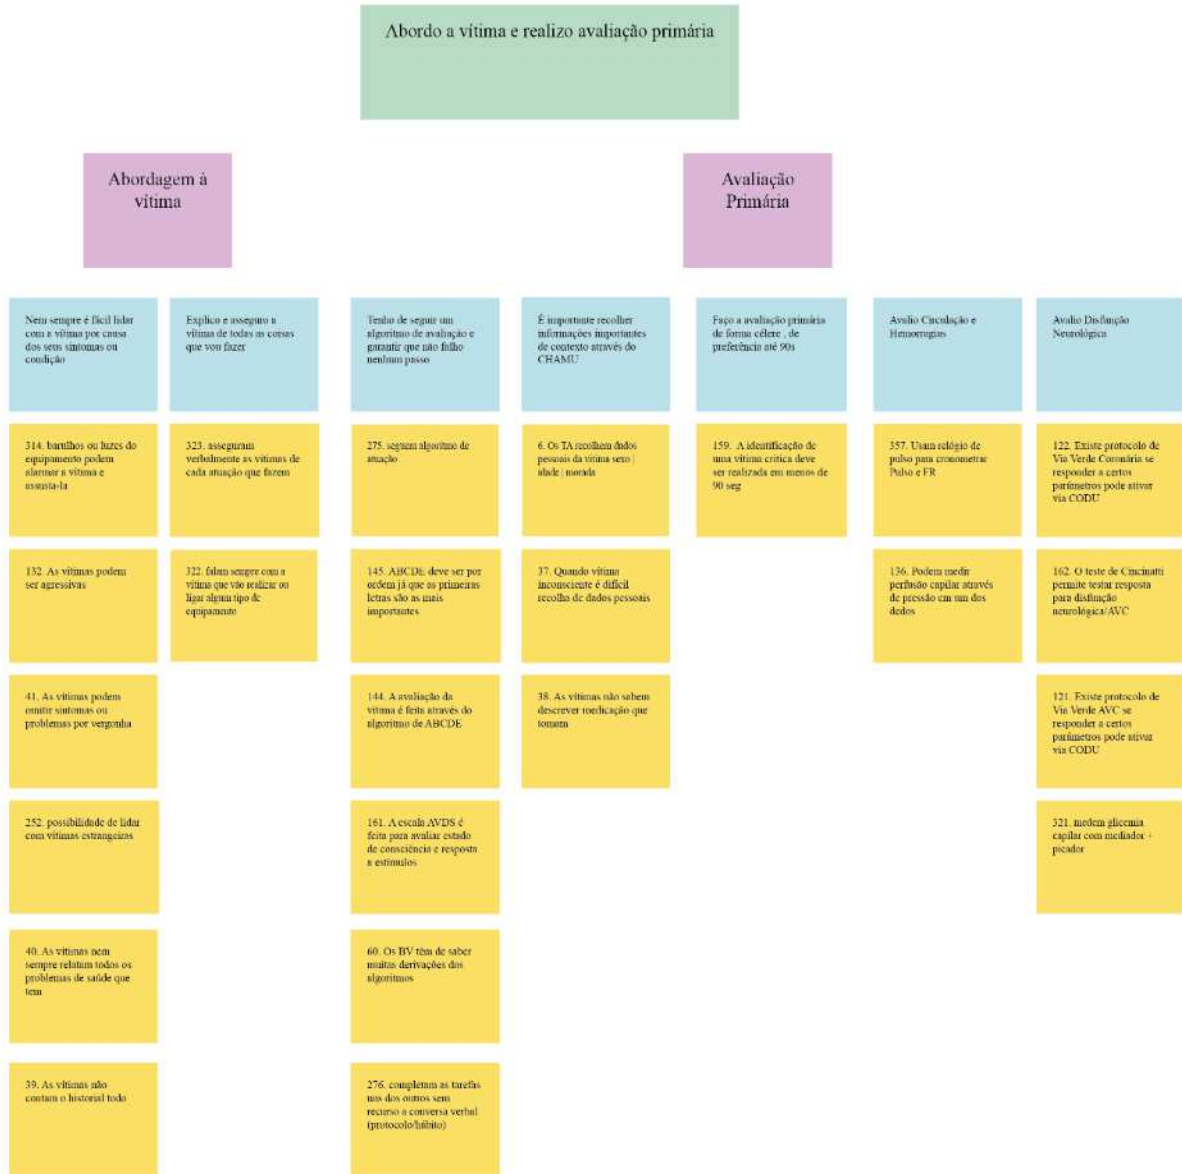 Abordo a vítima e realizo avaliação primária
Abordagem à
vítima
Avaliação
Primária
Nem sempre é fácil lidar
com a vítima por causa
dos seus sintomas ou
condição
Explico e asseguro a
vítima de todas as coisas
que vou fazer
Tenho de seguir um
algoritmo de avaliação e
garantir que não falho
nenhum passo
É importante recolher
informações importantes
de contexto através do
CHAMU
Faço a avaliação primária
de forma célere , de
preferência até 90s
Avalio Circulação e
Hemorragias
Avalio Disfunção
Neurológica
314. barulhos ou luzes do
equipamento podem
alarmar a vítima e
assusta-la
323. asseguram
verbalmente as vítimas de
cada atuação que fazem
275. seguem algoritmo de
atuação
6. Os TA recolhem dados
pessoais da vítima sexo |
idade | morada
159. A identificação de
uma vítima crítica deve
ser realizada em menos de
90 seg
357. Usam relógio de
pulso para cronometrar
Pulso e FR
122. Existe protocolo de
Via Verde Coronária se
responder a certos
parâmetros pode ativar
via CODU
132. As vítimas podem
ser agressivas
322. falam sempre com a
vítima que vão realizar ou
ligar algum tipo de
equipamento
145. ABCDE deve ser por
ordem já que as primeiras
letras são as mais
importantes
37. Quando vítima
inconsciente é difícil
recolha de dados pessoais
136. Podem medir
perfusão capilar através
de pressão em um dos
dedos
162. O teste de Cincinatti
permite testar resposta
para disfunção
neurológica/AVC
41. As vítimas podem
omitir sintomas ou
problemas por vergonha
144. A avaliação da
vítima é feita através do
algoritmo de ABCDE
38. As vítimas não sabem
descrever medicação que
tomam
121. Existe protocolo de
Via Verde AVC se
responder a certos
parâmetros pode ativar
via CODU
252. possibilidade de lidar
com vítimas estrangeiras
161. A escala AVDS é
feita para avaliar estado
de consciência e resposta
a estímulos
321. medem glicemia
capilar com mediador +
picador
40. As vítimas nem
sempre relatam todos os
problemas de saúde que
tem
60. Os BV têm de saber
muitas derivações dos
algoritmos
39. As vítimas não
contam o historial todo
276. completam as tarefas
uns dos outros sem
recurso a conversa verbal
(protocolo/hábito)